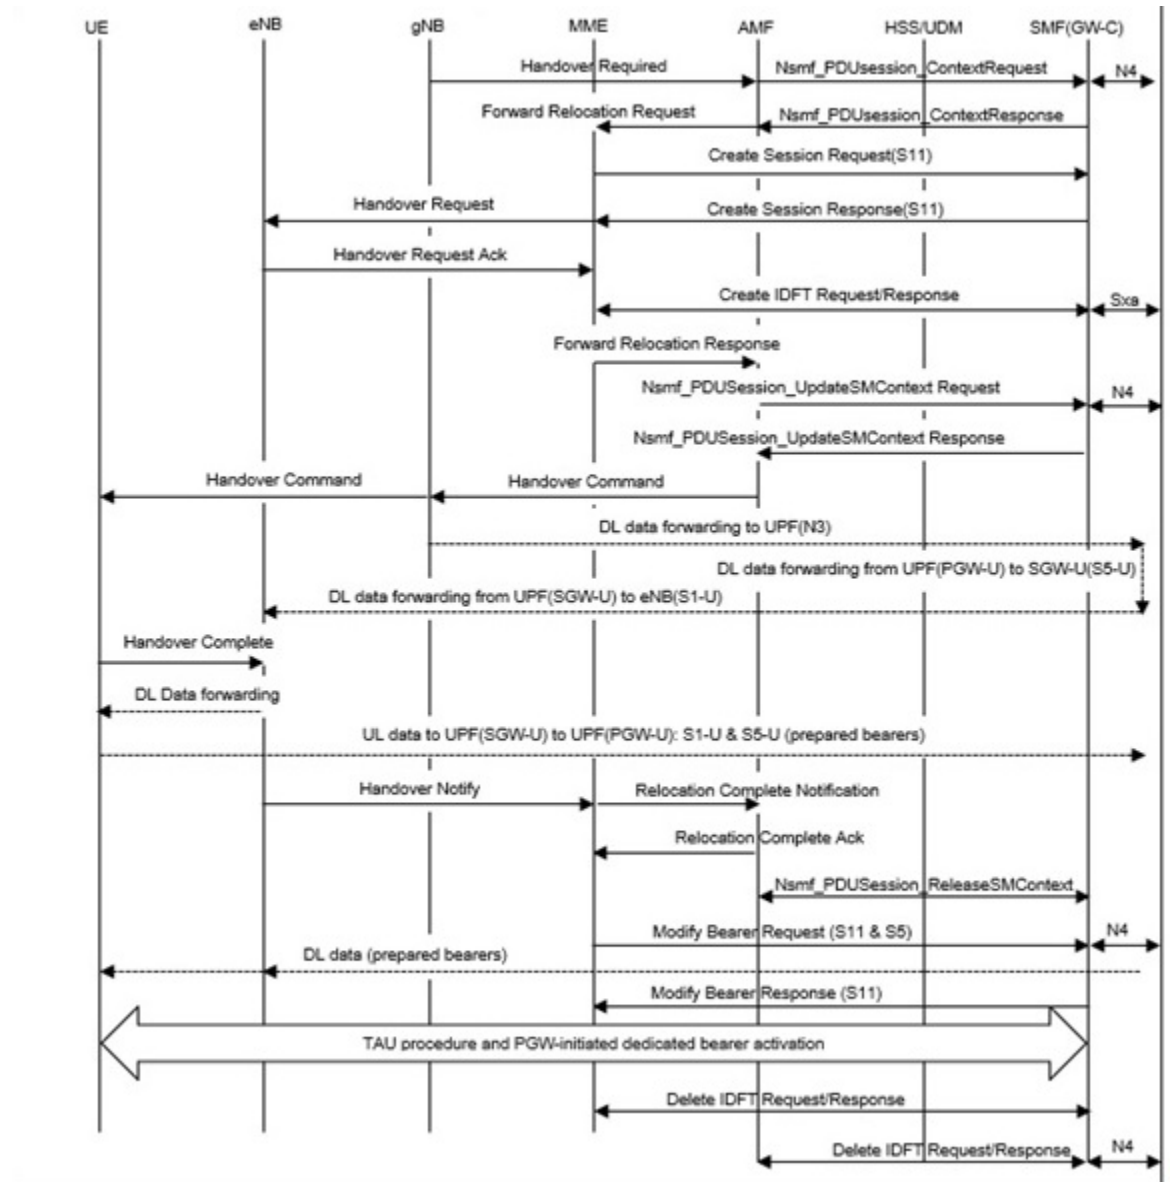 UE eNB gNB MME AMF HSS/UDM SMF(GW-C)
Handover Required Nsmf_PDUsession_ContextRequest N4
Forward Relocation Request Nsmf_PDUsession_ContextResponse
Create Session Request(S11)
Handover Request Create Session Response(S11)
Handover Request Ack
Create IDFT Request/Response Sxa
Forward Relocation Response
Nsmf_PDUSession_UpdateSMContext Request N4
Nsmf_PDUSession_UpdateSMContext Response
Handover Command Handover Command
DL data forwarding to UPF(N3)
DL data forwarding from UPF(PGW-U) to SGW-U(S5-U)
DL data forwarding from UPF(SGW-U) to eNB(S1-U)
Handover Complete
DL Data forwarding
UL data to UPF(SGW-U) to UPF(PGW-U): S1-U & S5-U (prepared bearers)
Handover Notify Relocation Complete Notification
Relocation Complete Ack
Nsmf_PDUSession_ReleaseSMContext
Modify Bearer Request (S11 & S5) N4
DL data (prepared bearers)
Modify Bearer Response (S11)
TAU procedure and PGW-initiated dedicated bearer activation
Delete IDFT Request/Response
Delete IDFT Request/Response N4